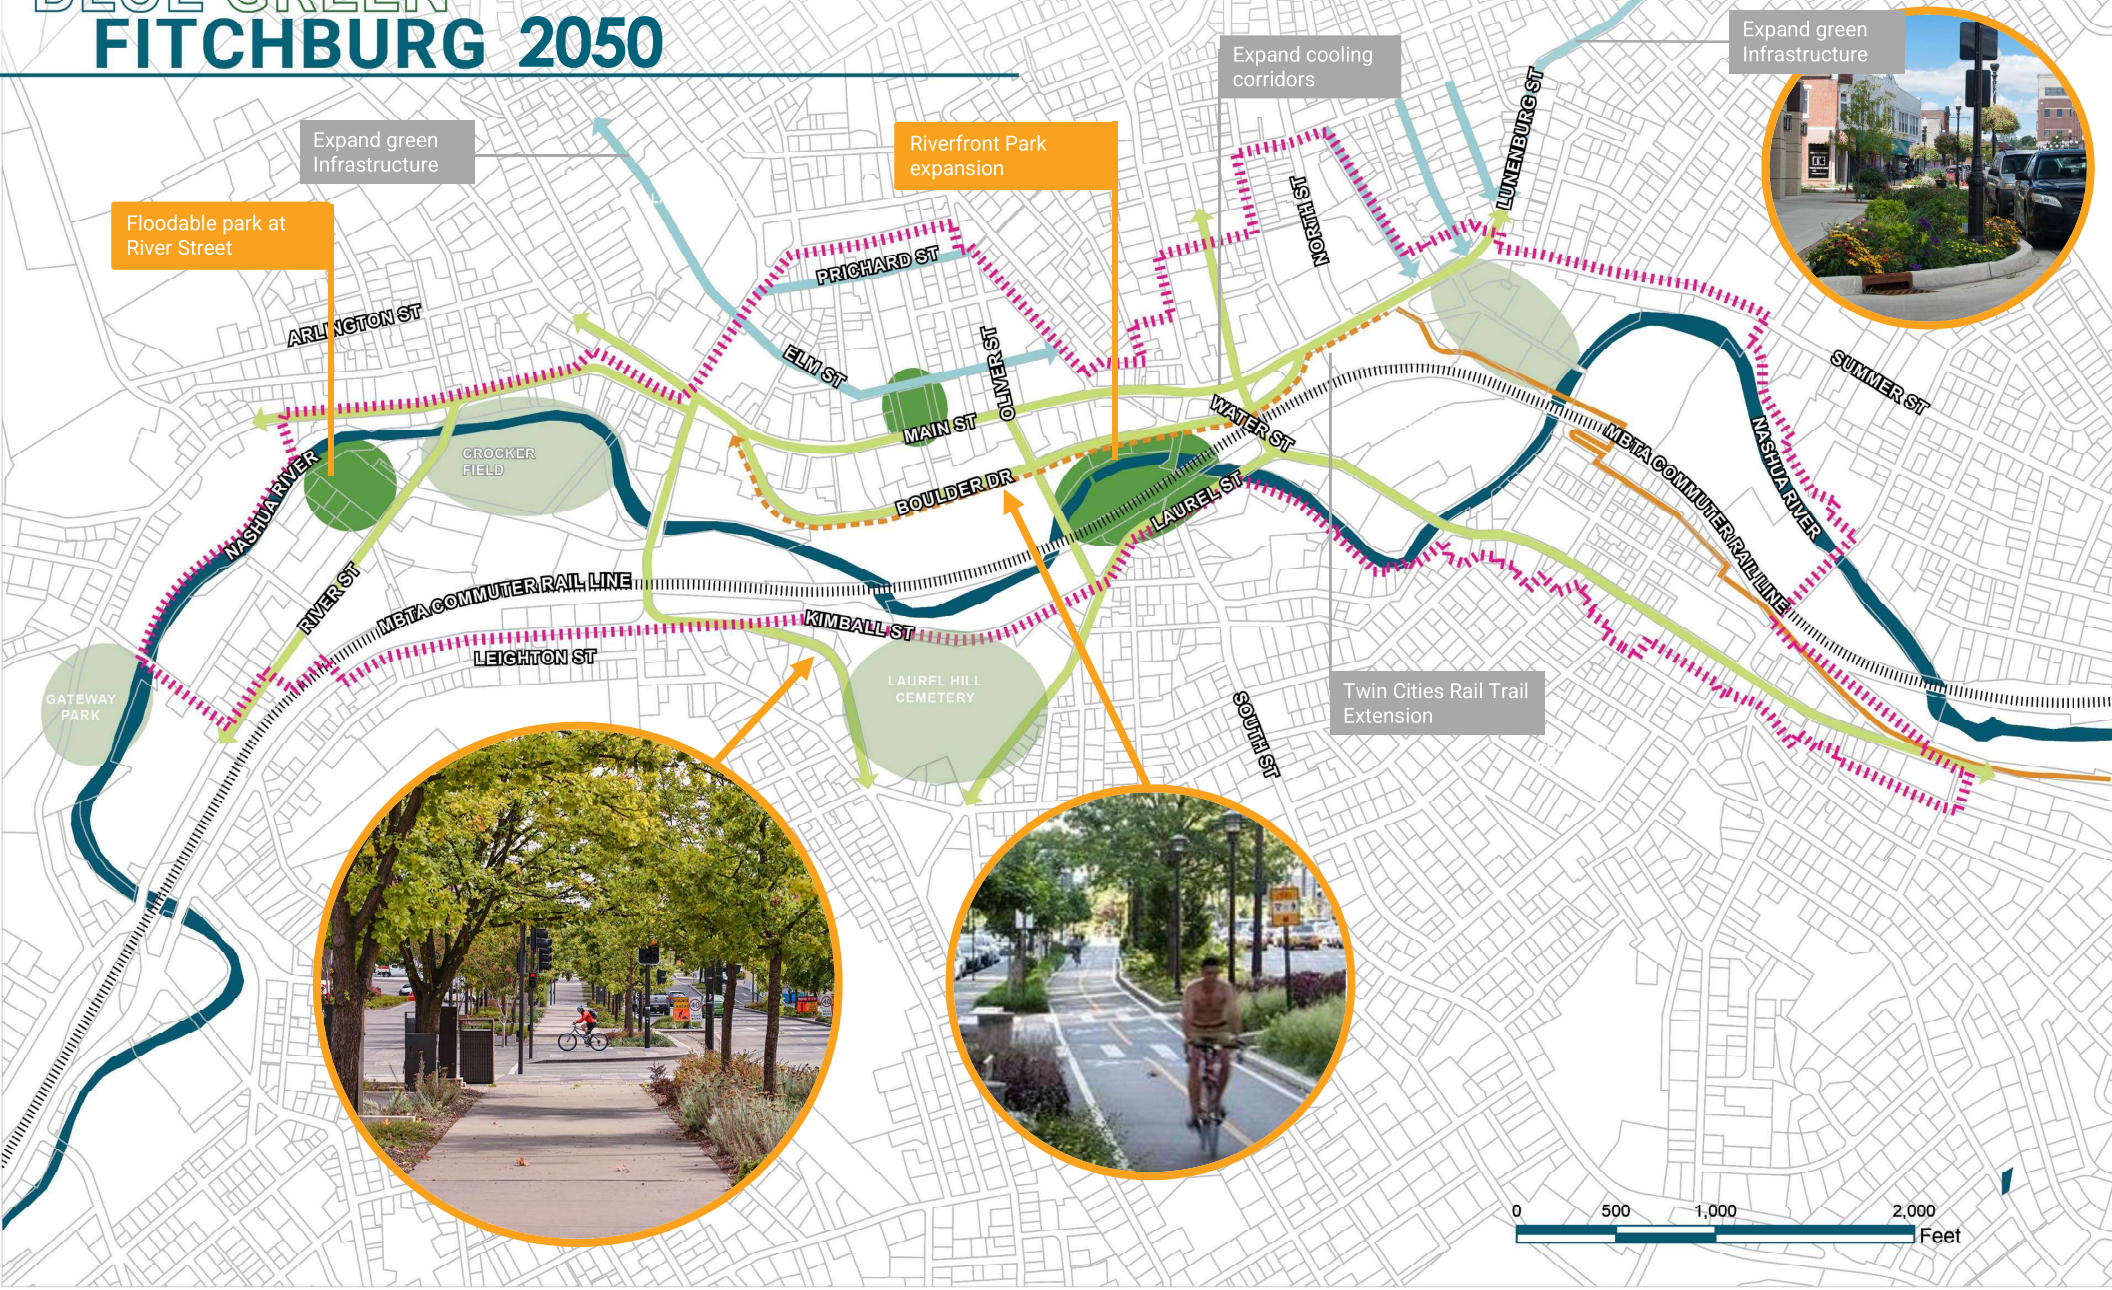 BLUE GREEN
FITCHBURG 2050
Expand green
Infrastructure
Floodable park at
River Street
Riverfront Park
expansion
Expand cooling
corridors
Expand green
Infrastructure
LUNENBURG ST
NORTH ST
PRICHARD ST
ARLINGTON ST
ELM ST
OLIVER ST
MAIN ST
WATER ST
SUMMER ST
CROCKER
FIELD
NASHUA RIVER
BOULDER DR
LAUREL ST
MBTA COMMUTER RAIL LINE
NASHUA RIVER
RIVER ST
MBTA COMMUTER RAIL LINE
KIMBALL ST
LEIGHTON ST
GATEWAY
PARK
LAUREL HILL
CEMETERY
SOUTH ST
Twin Cities Rail Trail
Extension
40
40
0 500 1,000 2,000
Feet